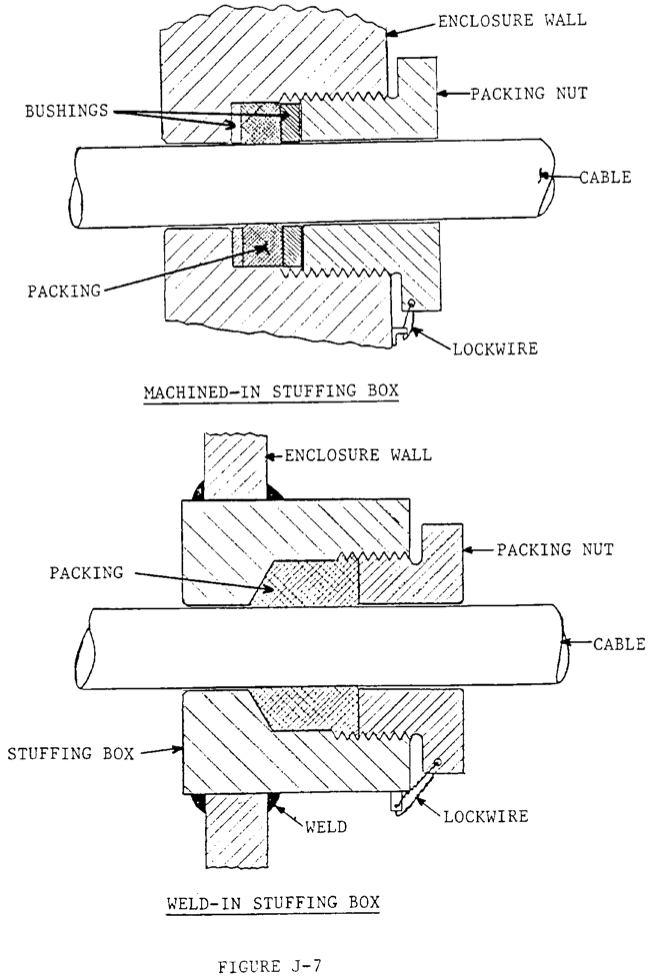 ENCLOSURE WALL
PACKING NUT
BUSHINGS
CABLE
PACKING
LOCKWIRE
MACHINED-IN STUFFING BOX
ENCLOSURE WALL
PACKING NUT
PACKING
CABLE
STUFFING BOX
LOCKWIRE
WELD
WELD-IN STUFFING BOX
FIGURE J-7